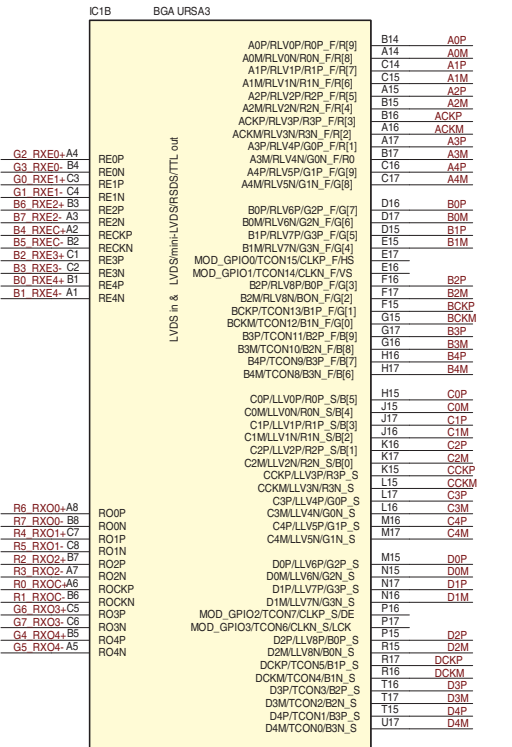 IC1B BGA URSA3
A0P/RLV0P/R0P_F/R[9] B14 A0P
A0M/RLV0N/R0N_F/R[8] A14 A0M
A1P/RLV1P/R1P_F/R[7] C14 A1P
A1M/RLV1N/R1N_F/R[6] C15 A1M
A2P/RLV2P/R2P_F/R[5] A15 A2P
A2M/RLV2N/R2N_F/R[4] B15 A2M
ACKP/RLV3P/R3P_F/R[3] B16 ACKP
ACKM/RLV3N/R3N_F/R[2] A16 ACKM
A3P/RLV4P/G0P_F/R[1] A17 A3P
G2_RXE0+ A4 RE0P A3M/RLV4N/G0N_F/R0 B17 A3M
G3_RXE0- B4 RE0N A4P/RLV5P/G1P_F/G[9] C16 A4P
G0_RXE1+ C3 RE1P A4M/RLV5N/G1N_F/G[8] C17 A4M
G1_RXE1- C4 RE1N
B6_RXE2+ B3 RE2P B0P/RLV6P/G2P_F/G[7] D16 B0P
B7_RXE2- A3 RE2N B0M/RLV6N/G2N_F/G[6] D17 B0M
B4_REXC+ A2 RECKP B1P/RLV7P/G3P_F/G[5] D15 B1P
B5_REXC- B2 RECKN B1M/RLV7N/G3N_F/G[4] E15 B1M
B2_RXE3+ C1 RE3P MOD_GPIO0/TCON15/CLKP_F/HS E17
B3_RXE3- C2 RE3N MOD_GPIO1/TCON14/CLKN_F/VS E16
B0_RXE4+ B1 RE4P B2P/RLV8P/B0P_F/G[3] F16 B2P
B1_RXE4- A1 RE4N B2M/RLV8N/B0N_F/G[2] F17 B2M
LVDS in & LVDS/mini-LVDS/RSDS/TTL out
BCKP/TCON13/B1P_F/G[1] F15 BCKP
BCKM/TCON12/B1N_F/G[0] G15 BCKM
B3P/TCON11/B2P_F/B[9] G17 B3P
B3M/TCON10/B2N_F/B[8] G16 B3M
B4P/TCON9/B3P_F/B[7] H16 B4P
B4M/TCON8/B3N_F/B[6] H17 B4M
C0P/LLV0P/R0P_S/B[5] H15 C0P
C0M/LLV0N/R0N_S/B[4] J15 C0M
C1P/LLV1P/R1P_S/B[3] J17 C1P
C1M/LLV1N/R1N_S/B[2] J16 C1M
C2P/LLV2P/R2P_S/B[1] K16 C2P
C2M/LLV2N/R2N_S/B[0] K17 C2M
CCKP/LLV3P/R3P_S K15 CCKP
CCKM/LLV3N/R3N_S L15 CCKM
C3P/LLV4P/G0P_S L17 C3P
R6_RXO0+ A8 RO0P C3M/LLV4N/G0N_S L16 C3M
R7_RXO0- B8 RO0N C4P/LLV5P/G1P_S M16 C4P
R4_RXO1+ C7 RO1P C4M/LLV5N/G1N_S M17 C4M
R5_RXO1- C8 RO1N
R2_RXO2+ B7 RO2P D0P/LLV6P/G2P_S M15 D0P
R3_RXO2- A7 RO2N D0M/LLV6N/G2N_S N15 D0M
R0_RXOC+ A6 ROCKP D1P/LLV7P/G3P_S N17 D1P
R1_RXOC- B6 ROCKN D1M/LLV7N/G3N_S N16 D1M
G6_RXO3+ C5 RO3P MOD_GPIO2/TCON7/CLKP_S/DE P16
G7_RXO3- C6 RO3N MOD_GPIO3/TCON6/CLKN_S/LCK P17
G4_RXO4+ B5 RO4P D2P/LLV8P/B0P_S P15 D2P
G5_RXO4- A5 RO4N D2M/LLV8N/B0N_S R15 D2M
DCKP/TCON5/B1P_S R17 DCKP
DCKM/TCON4/B1N_S R16 DCKM
D3P/TCON3/B2P_S T16 D3P
D3M/TCON2/B2N_S T17 D3M
D4P/TCON1/B3P_S T15 D4P
D4M/TCON0/B3N_S U17 D4M